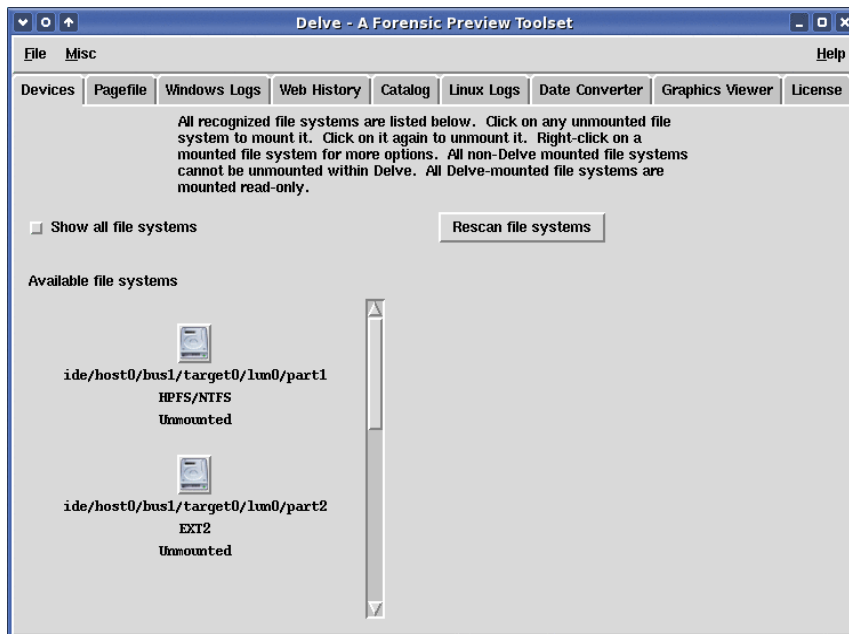 Delve - A Forensic Preview Toolset
File Misc Help
Devices Pagefile Windows Logs Web History Catalog Linux Logs Date Converter Graphics Viewer License
All recognized file systems are listed below. Click on any unmounted file
system to mount it. Click on it again to unmount it. Right-click on a
mounted file system for more options. All non-Delve mounted file systems
cannot be unmounted within Delve. All Delve-mounted file systems are
mounted read-only.
Show all file systems Rescan file systems
Available file systems
ide/host0/bus1/target0/lun0/part1
HPFS/NTFS
Unmounted
ide/host0/bus1/target0/lun0/part2
EXT2
Unmounted